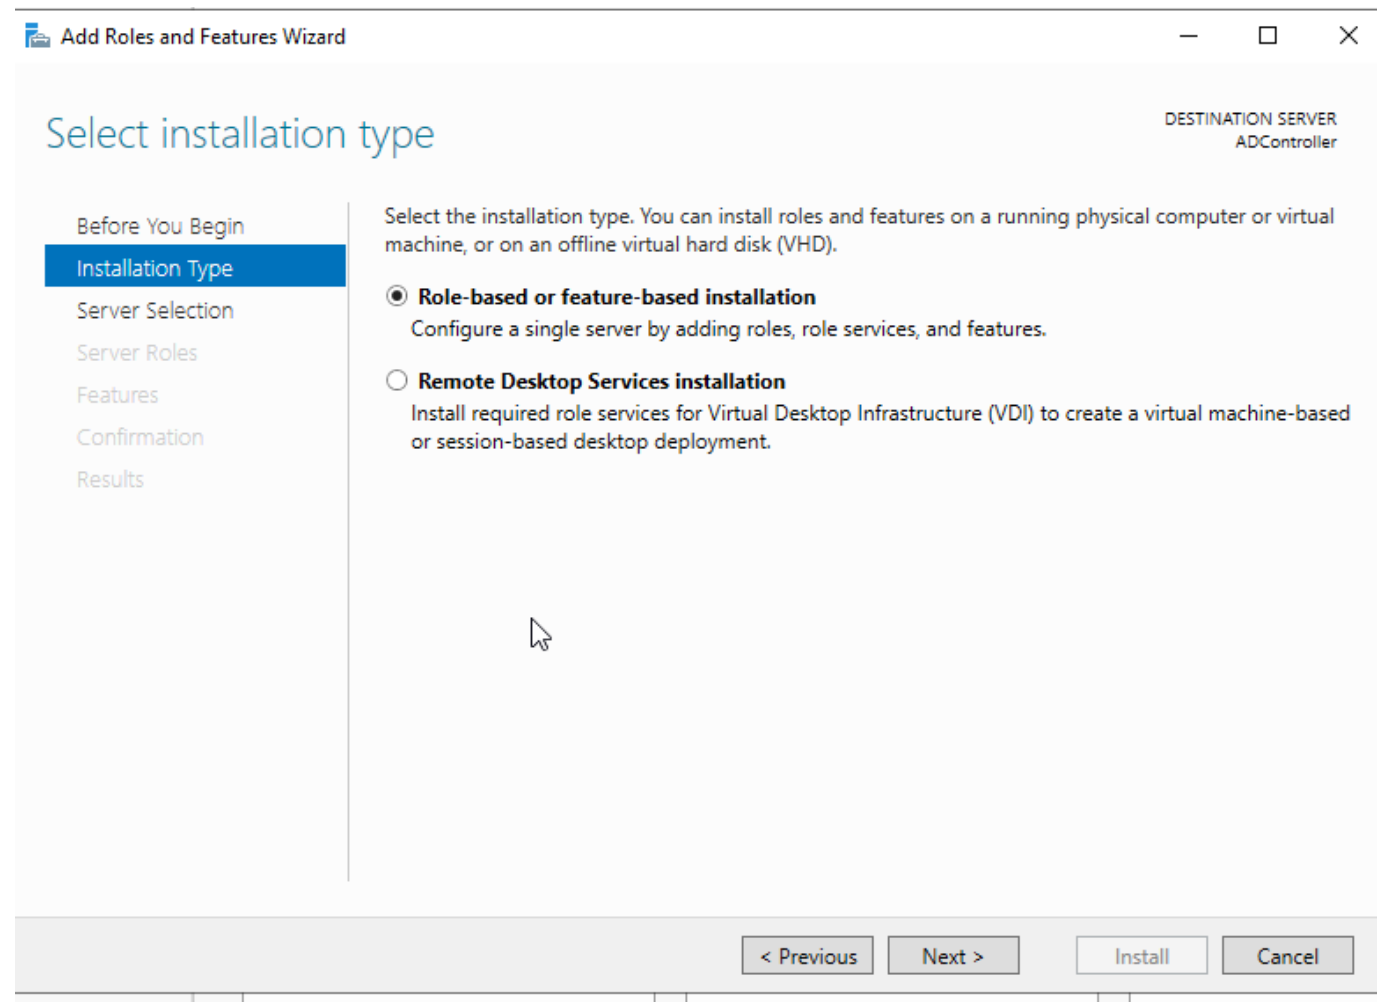 Add Roles and Features Wizard
Select installation type
DESTINATION SERVER
ADController
Before You Begin
Installation Type
Server Selection
Server Roles
Features
Confirmation
Results
Select the installation type. You can install roles and features on a running physical computer or virtual
machine, or on an offline virtual hard disk (VHD).
Role-based or feature-based installation
Configure a single server by adding roles, role services, and features.
Remote Desktop Services installation
Install required role services for Virtual Desktop Infrastructure (VDI) to create a virtual machine-based
or session-based desktop deployment.
< Previous
Next >
Install
Cancel